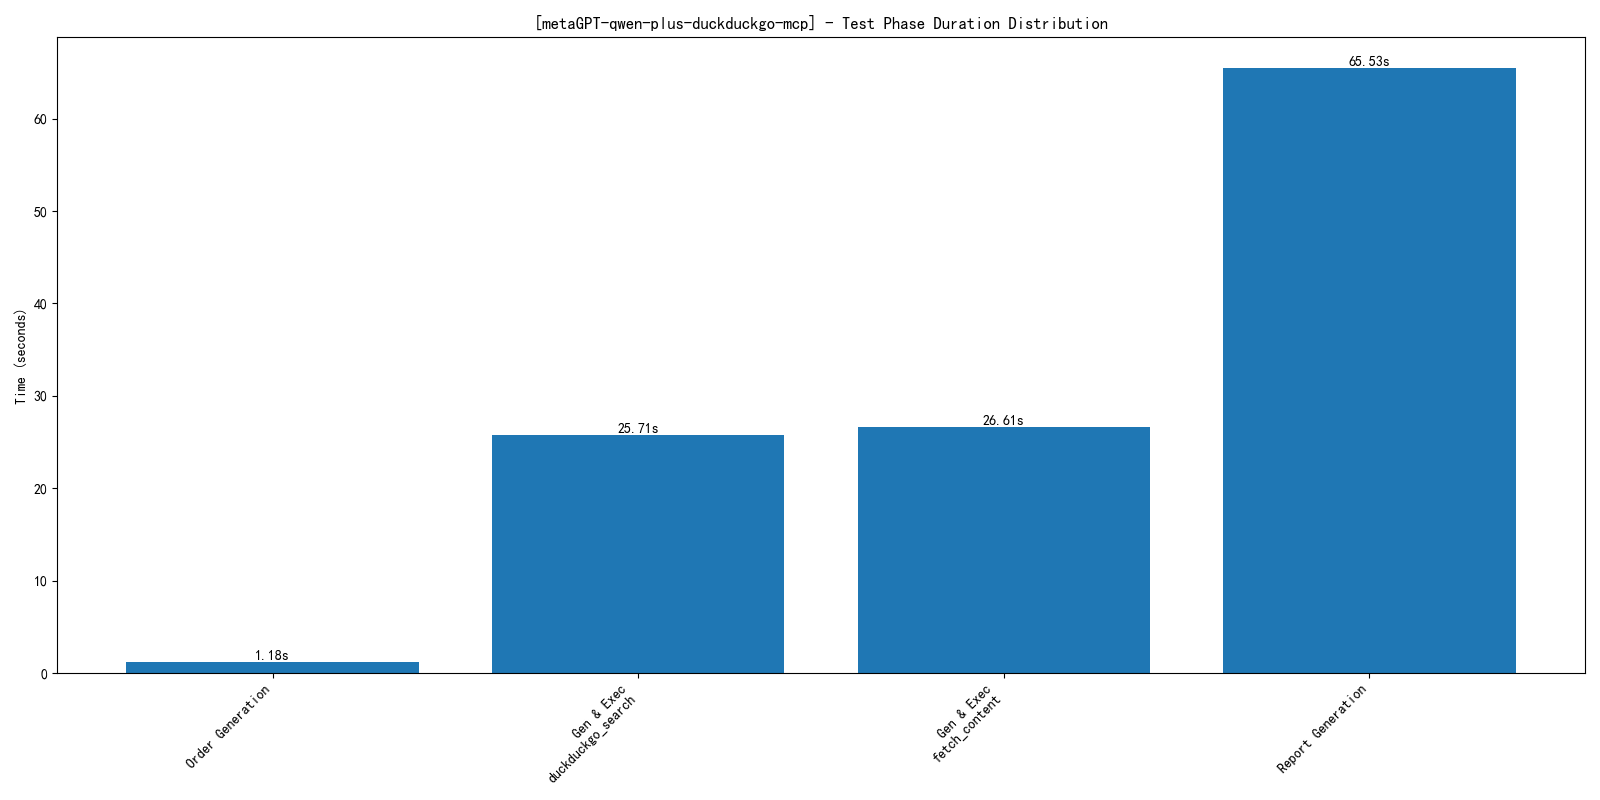 [metaGPT-qwen-plus-duckduckgo-mcp] - Test Phase Duration Distribution
65.53s
60
50
40
30
20
10
0
Time (seconds)
26.61s
25.71s
1.18s
Order Generation
Gen & Exec
duckduckgo_search
Gen & Exec
fetch_content
Report Generation